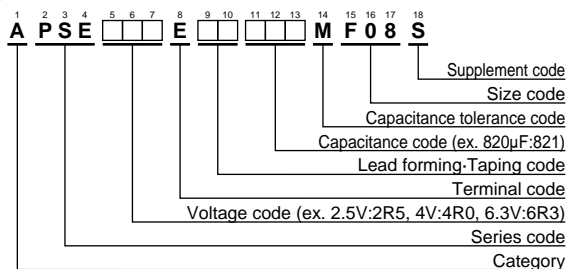 1 2 3 4 5 6 7 8 9 10 11 12 13 14 15 16 17 18
A P S E E M F 0 8 S
Supplement code
Size code
Capacitance tolerance code
Capacitance code (ex. 820µF:821)
Lead forming·Taping code
Terminal code
Voltage code (ex. 2.5V:2R5, 4V:4R0, 6.3V:6R3)
Series code
Category